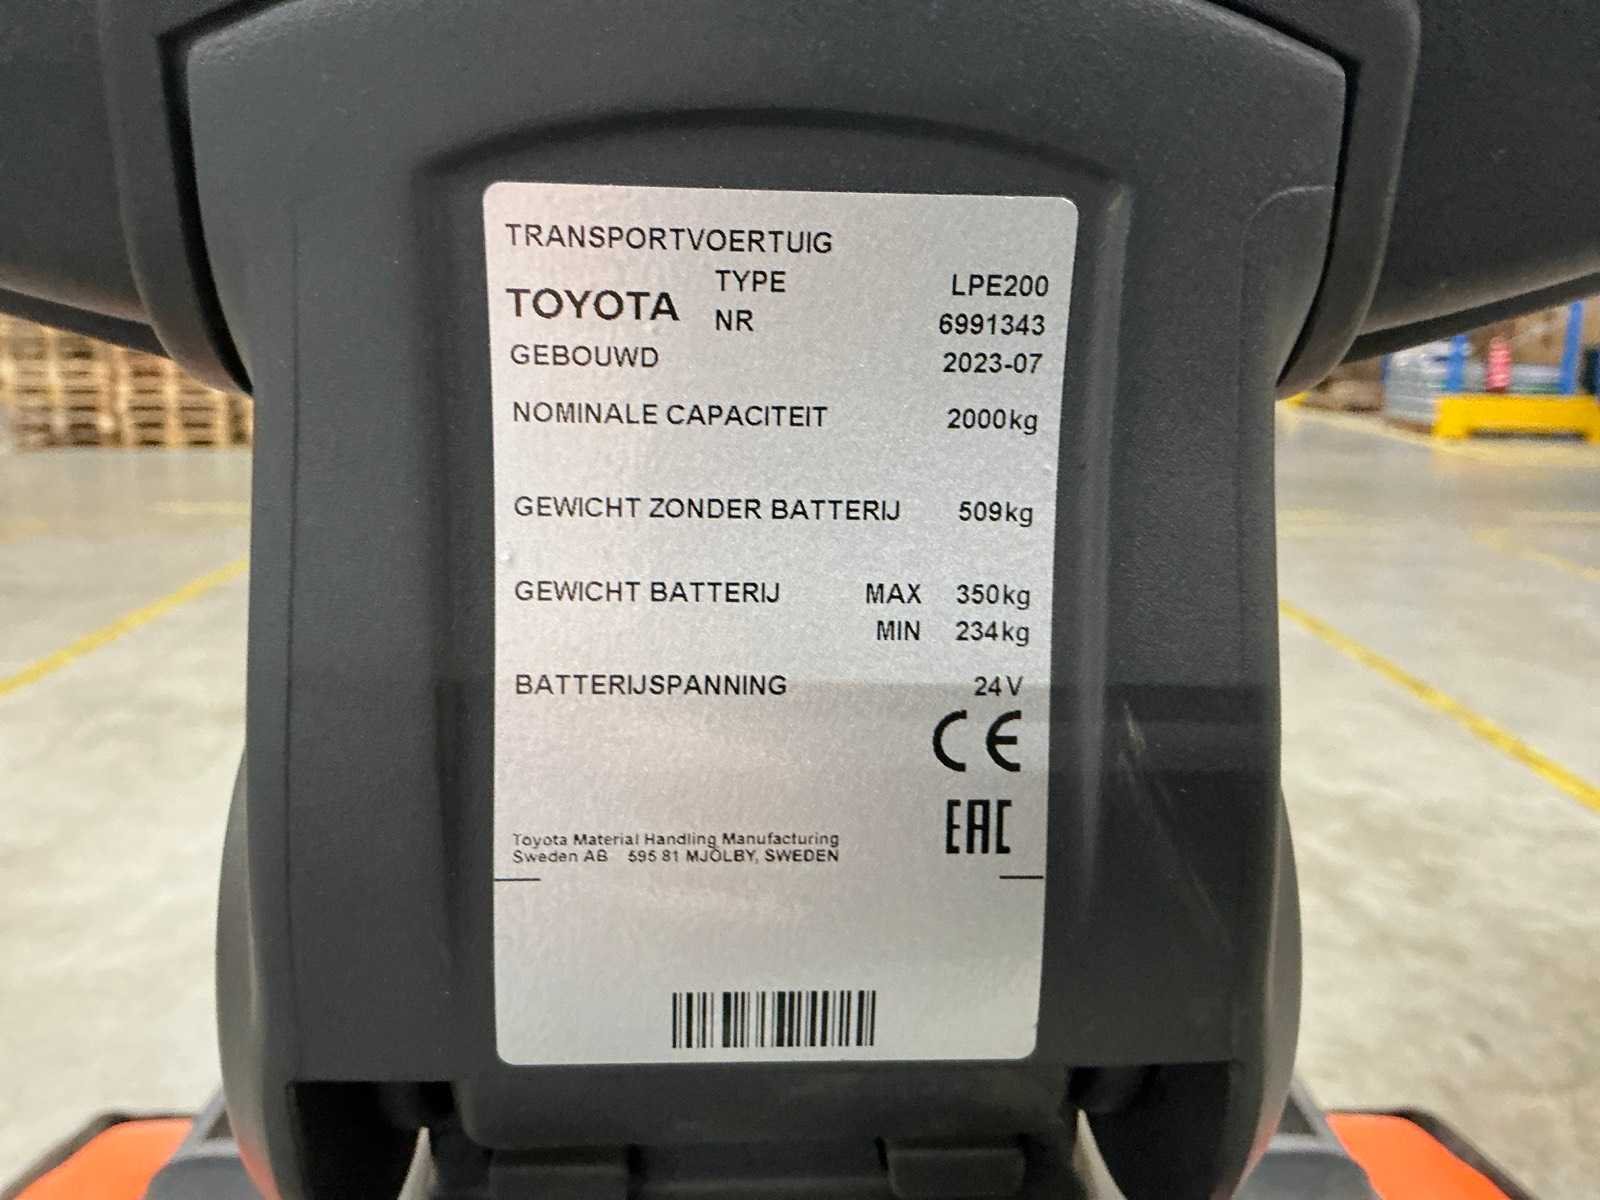 TRANSPORTVOERTUIG
TOYOTA TYPE LPE200
NR 6991343
GEBOUWD 2023-07
NOMINALE CAPACITEIT 2000kg
GEWICHT ZONDER BATTERIJ 509kg
GEWICHT BATTERIJ MAX 350kg
MIN 234kg
BATTERIJSPANNING 24V
CE
EAC
Toyota Material Handling Manufacturing
Sweden AB 595 81 MJÖLBY, SWEDEN